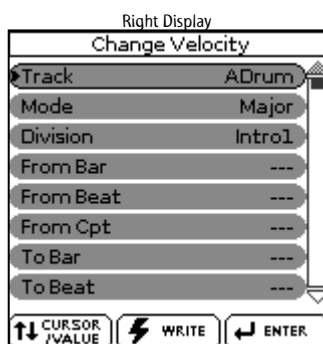 Right Display
Change Velocity
Track ADrum
Mode Major
Division Intro1
From Bar ---
From Beat ---
From Cpt ---
To Bar ---
To Beat ---
CURSOR /VALUE WRITE ENTER